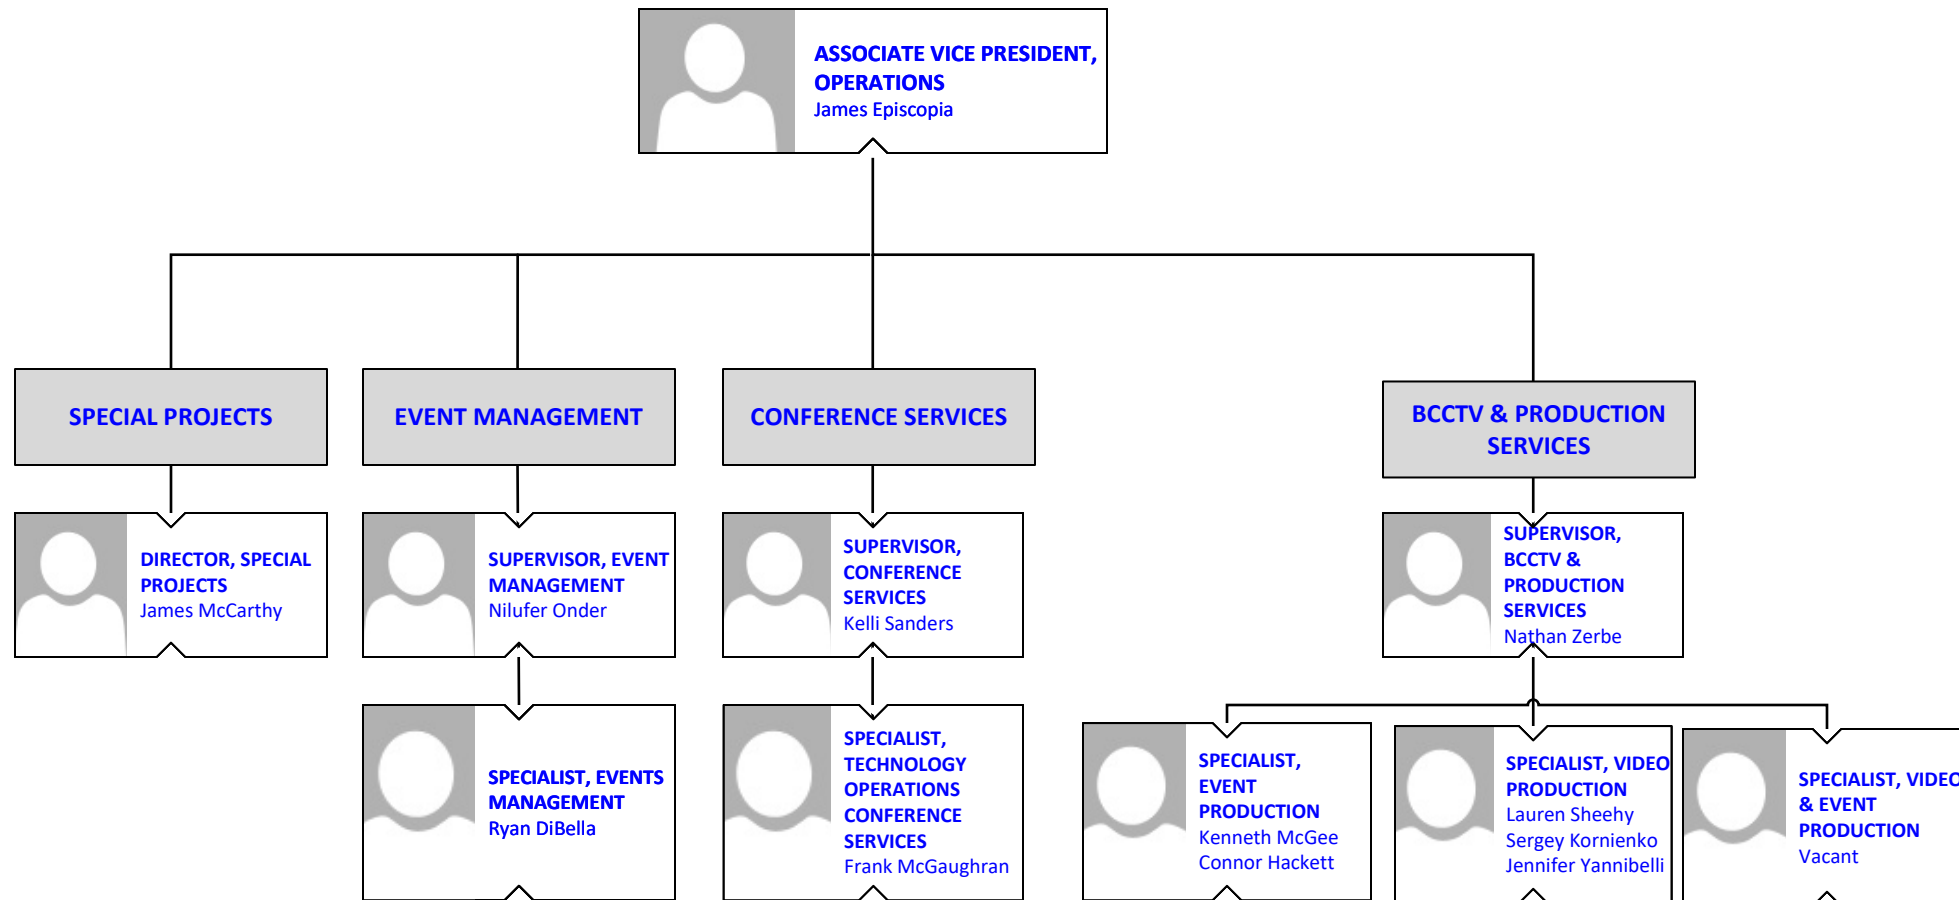 ASSOCIATE VICE PRESIDENT,
OPERATIONS
James Episcopia
SPECIAL PROJECTS
EVENT MANAGEMENT
CONFERENCE SERVICES
BCCTV & PRODUCTION
SERVICES
DIRECTOR, SPECIAL
PROJECTS
James McCarthy
SUPERVISOR, EVENT
MANAGEMENT
Nilufer Onder
SUPERVISOR,
CONFERENCE
SERVICES
Kelli Sanders
SUPERVISOR,
BCCTV &
PRODUCTION
SERVICES
Nathan Zerbe
SPECIALIST, EVENTS
MANAGEMENT
Ryan DiBella
SPECIALIST,
TECHNOLOGY
OPERATIONS
CONFERENCE
SERVICES
Frank McGaughran
SPECIALIST,
EVENT
PRODUCTION
Kenneth McGee
Connor Hackett
SPECIALIST, VIDEO
PRODUCTION
Lauren Sheehy
Sergey Kornienko
Jennifer Yannibelli
SPECIALIST, VIDEO
& EVENT
PRODUCTION
Vacant